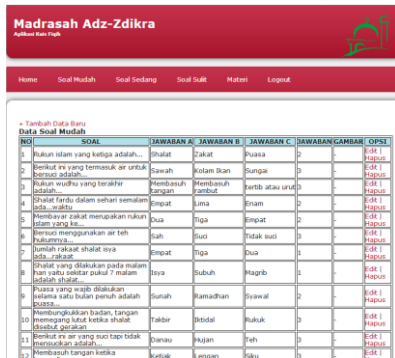 Madrasah Adz-Zdikra
Aplikasi Kuis Fiqih
Home Soal Mudah Soal Sedang Soal Sulit Materi Logout
+ Tambah Data Baru
Data Soal Mudah
NO SOAL JAWABAN A JAWABAN B JAWABAN C JAWABAN GAMBAR OPSI
1 Rukun islam yang ketiga adalah... Shalat Zakat Puasa 2 - Edit | Hapus
2 Berikut ini yang termasuk air untuk bersuci adalah... Sawah Kolam Ikan Sungai 3 - Edit | Hapus
3 Rukun wudhu yang terakhir adalah... Membasuh tangan Membasuh rambut tertib atau urut 3 - Edit | Hapus
4 Shalat fardu dalam sehari semalam ada...waktu Empat Lima Enam 2 - Edit | Hapus
5 Membayar zakat merupakan rukun islam yang ke... Dua Tiga Empat 2 - Edit | Hapus
6 Bersuci menggunakan air teh hukumnya... Sah Suci Tidak suci 3 - Edit | Hapus
7 Jumlah rakaat shalat isya ada...rakaat Empat Tiga Dua 1 - Edit | Hapus
8 Shalat yang dilakukan pada malam hari yaitu sekitar pukul 7 malam adalah shalat... Isya Subuh Magrib 1 - Edit | Hapus
9 Puasa yang wajib dilakukan selama satu bulan penuh adalah puasa... Sunah Ramadhan Syawal 2 - Edit | Hapus
10 Membungkukkan badan, tangan memegang lutut ketika shalat disebut gerakan Takbir Iktidal Rukuk 3 - Edit | Hapus
11 Berikut ini air yang suci tapi tidak mensucikan adalah... Danau Hujan Teh 3 - Edit | Hapus
12 Membasuh tangan ketika Ketiak Lengan Siku 3 - Edit |